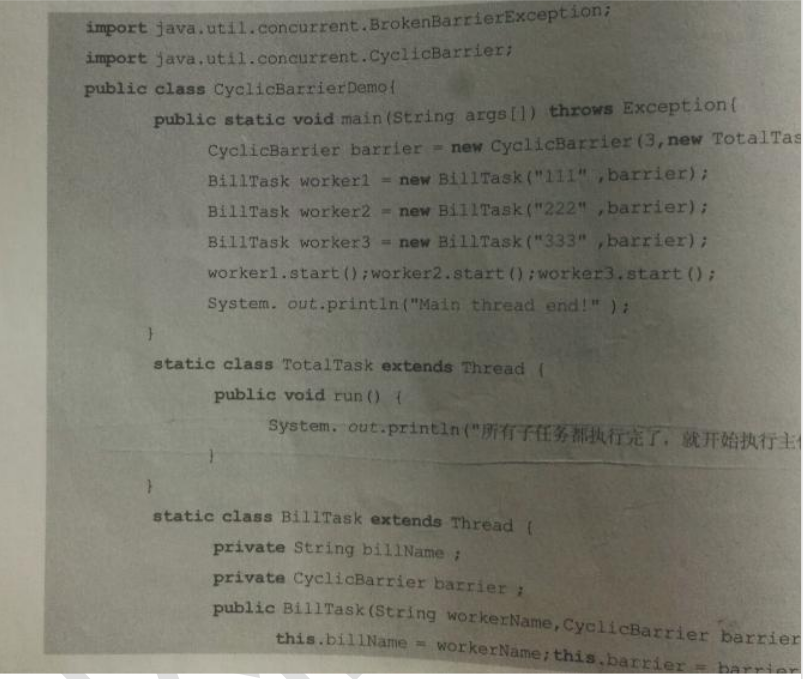 import java.util.concurrent.BrokenBarrierException;
import java.util.concurrent.CyclicBarrier;
public class CyclicBarrierDemo{
public static void main(String args[]) throws Exception{
CyclicBarrier barrier = new CyclicBarrier(3,new TotalTas
BillTask worker1 = new BillTask("111" ,barrier);
BillTask worker2 = new BillTask("222" ,barrier);
BillTask worker3 = new BillTask("333" ,barrier);
worker1.start();worker2.start();worker3.start();
System. out.println("Main thread end!" );
}
static class TotalTask extends Thread {
public void run() {
System. out.println("所有子任务都执行完了，就开始执行主
}
}
static class BillTask extends Thread {
private String billName ;
private CyclicBarrier barrier ;
public BillTask(String workerName,CyclicBarrier barrier
this.billName = workerName;this.barrier = barrier